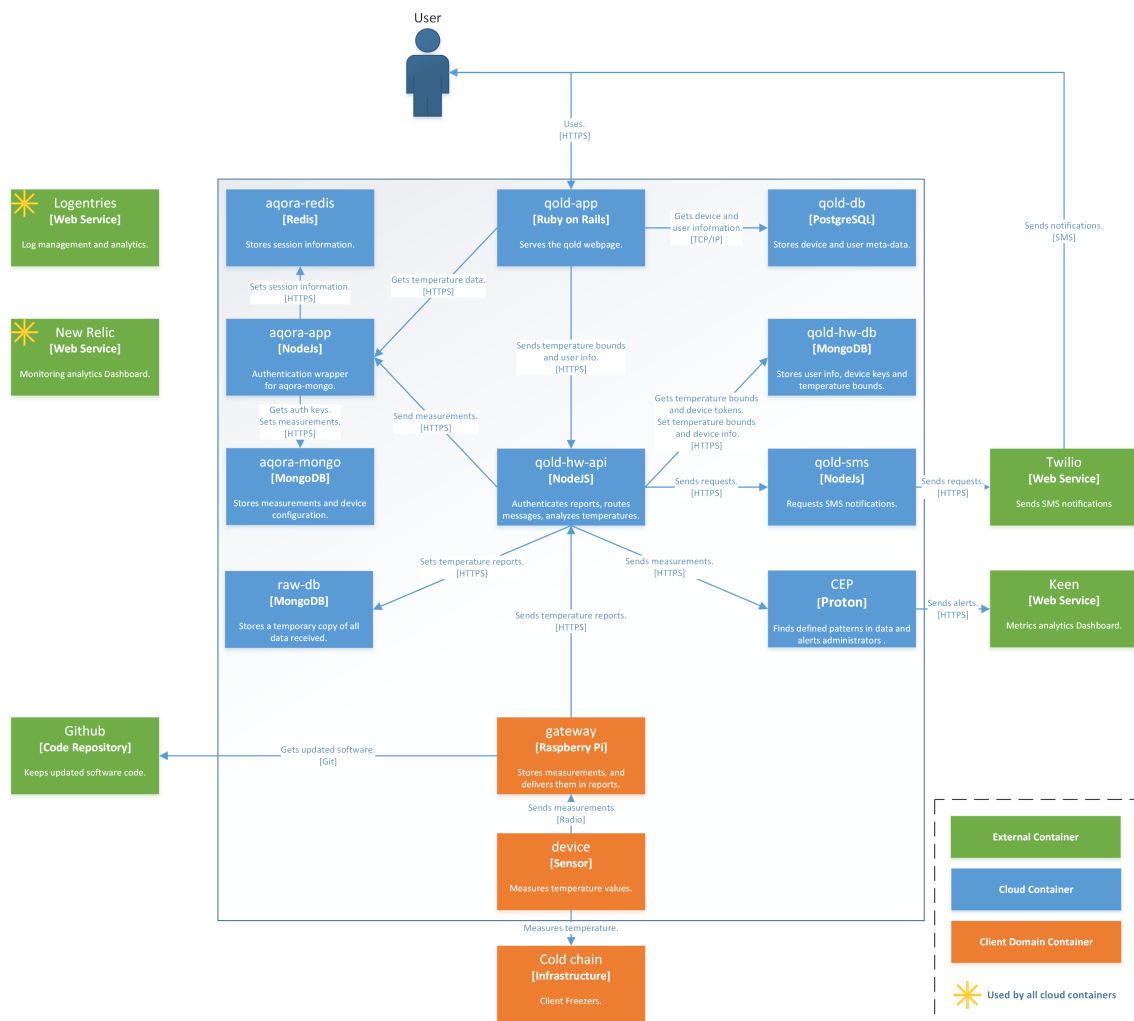 User
Uses.
[HTTPS]
Logentries
[Web Service]
Log management and analytics.
aqora-redis
[Redis]
Stores session information.
qold-app
[Ruby on Rails]
Serves the qold webpage.
Gets device and
user information.
[TCP/IP]
qold-db
[PostgreSQL]
Stores device and user meta-data.
Sends notifications.
[SMS]
Sets session information.
[HTTPS]
Gets temperature data.
[HTTPS]
New Relic
[Web Service]
Monitoring analytics Dashboard.
aqora-app
[NodeJs]
Authentication wrapper
for aqora-mongo.
Sends temperature bounds
and user info.
[HTTPS]
qold-hw-db
[MongoDB]
Stores user info, device keys and
temperature bounds.
Gets auth keys.
Sets measurements.
[HTTPS]
Send measurements.
[HTTPS]
Gets temperature bounds
and device tokens.
Set temperature bounds
and device info.
[HTTPS]
aqora-mongo
[MongoDB]
Stores measurements and device
configuration.
qold-hw-api
[NodeJS]
Authenticates reports, routes
messages, analyzes temperatures.
Sends requests.
[HTTPS]
qold-sms
[NodeJs]
Requests SMS notifications.
Sends requests.
[HTTPS]
Twilio
[Web Service]
Sends SMS notifications
Sets temperature reports.
[HTTPS]
Sends measurements.
[HTTPS]
raw-db
[MongoDB]
Stores a temporary copy of all
data received.
Sends temperature reports.
[HTTPS]
CEP
[Proton]
Finds defined patterns in data and
alerts administrators .
Sends alerts.
[HTTPS]
Keen
[Web Service]
Metrics analytics Dashboard.
Github
[Code Repository]
Keeps updated software code.
Gets updated software.
[Git]
gateway
[Raspberry Pi]
Stores measurements, and
delivers them in reports.
Sends measurements
[Radio]
device
[Sensor]
Measures temperature values.
Measures temperature.
Cold chain
[Infrastructure]
Client Freezers.
External Container
Cloud Container
Client Domain Container
Used by all cloud containers